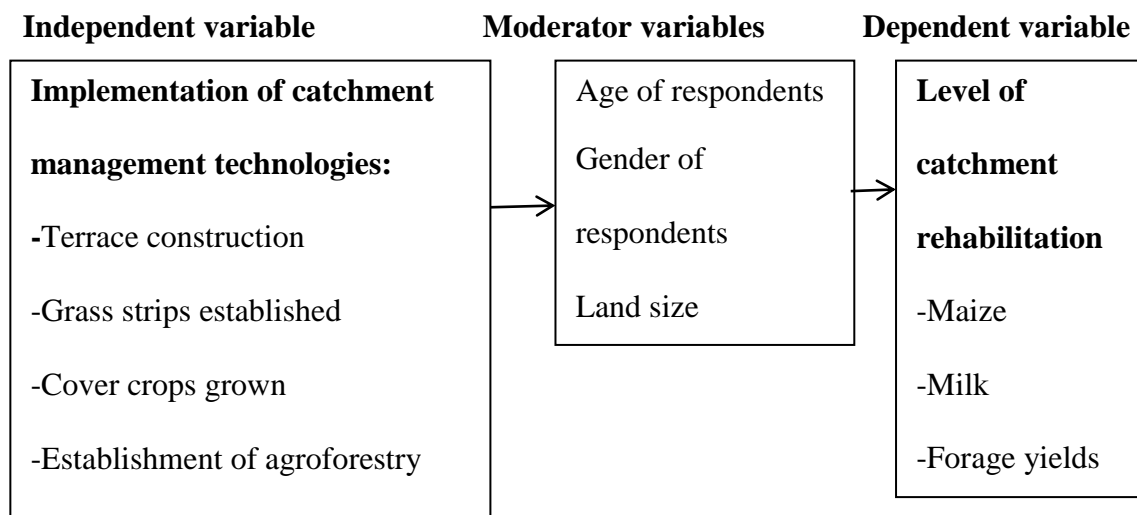 Independent variable
Moderator variables
Dependent variable
Implementation of catchment
management technologies:
-Terrace construction
-Grass strips established
-Cover crops grown
-Establishment of agroforestry
Age of respondents
Gender of
respondents
Land size
Level of
catchment
rehabilitation
-Maize
-Milk
-Forage yields